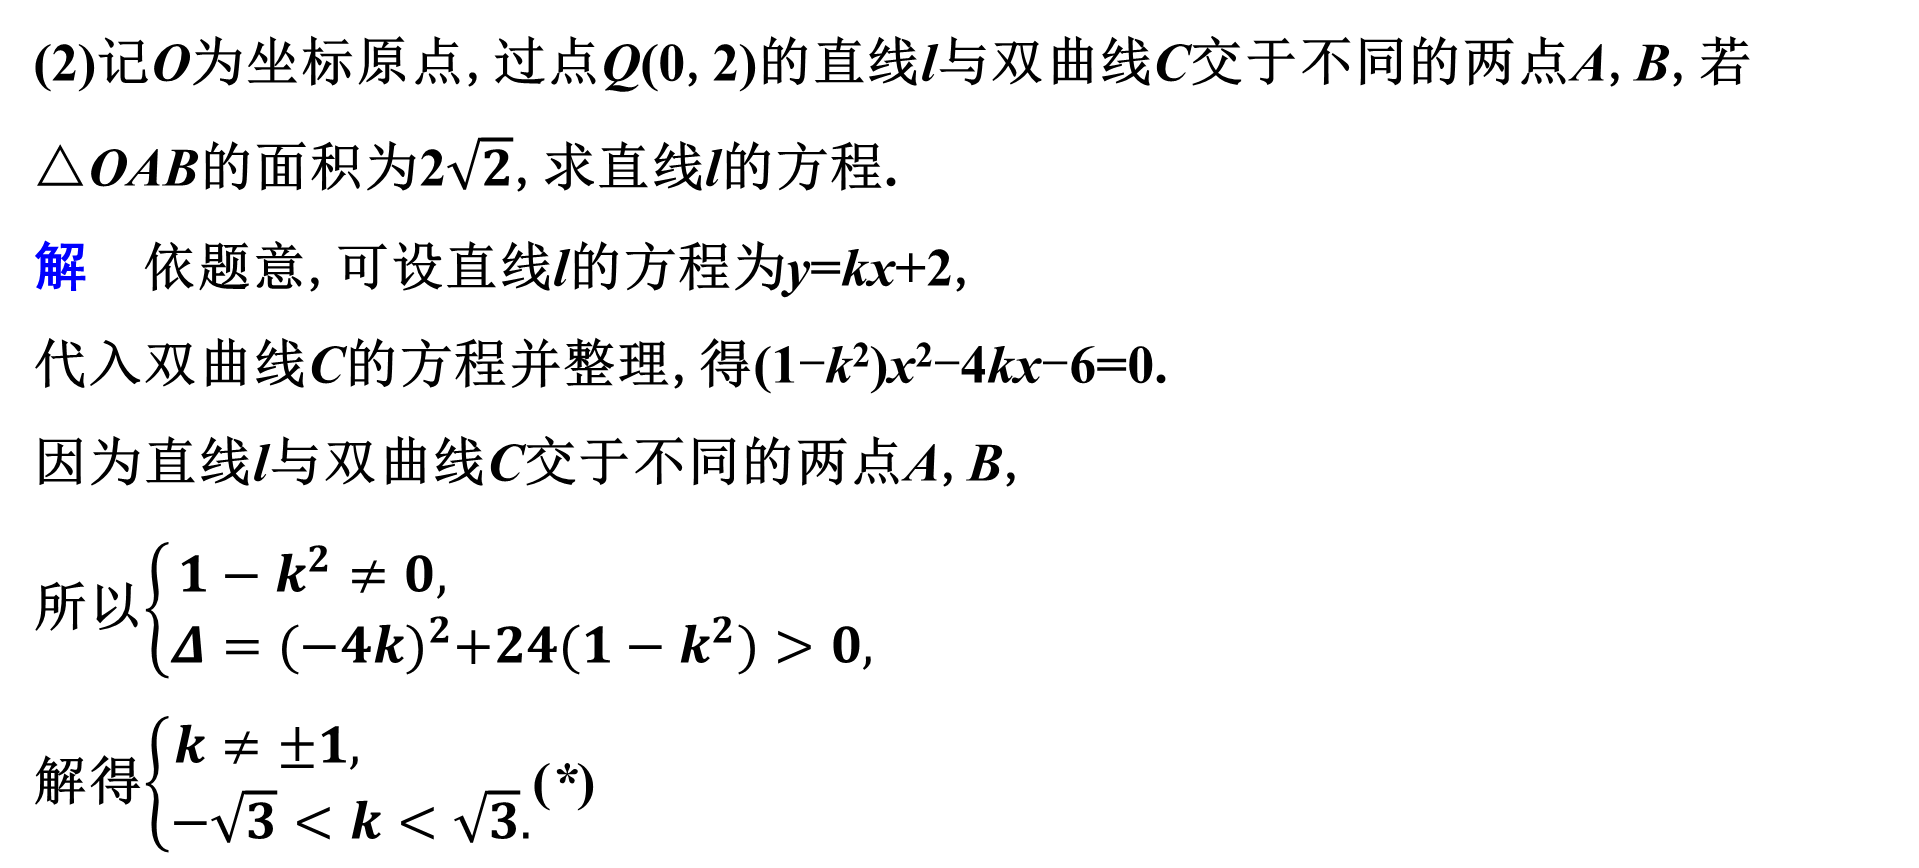 (2)记O为坐标原点,过点Q(0,2)的直线l与双曲线C交于不同的两点A,B,若
△OAB的面积为2√2,求直线l的方程.
解 依题意,可设直线l的方程为y=kx+2,
代入双曲线C的方程并整理,得(1−k²)x²−4kx−6=0.
因为直线l与双曲线C交于不同的两点A,B,
所以{1 − k² ≠ 0,
Δ = (−4k)²+24(1 − k²) > 0,
解得{k ≠ ±1,
−√3 < k < √3.(*)